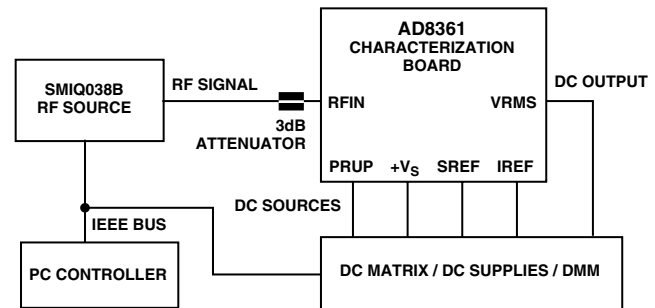 AD8361
CHARACTERIZATION
BOARD
SMIQ038B
RF SOURCE
RF SIGNAL
3dB
ATTENUATOR
RFIN
VRMS
DC OUTPUT
PRUP +VS SREF IREF
DC SOURCES
IEEE BUS
PC CONTROLLER
DC MATRIX / DC SUPPLIES / DMM